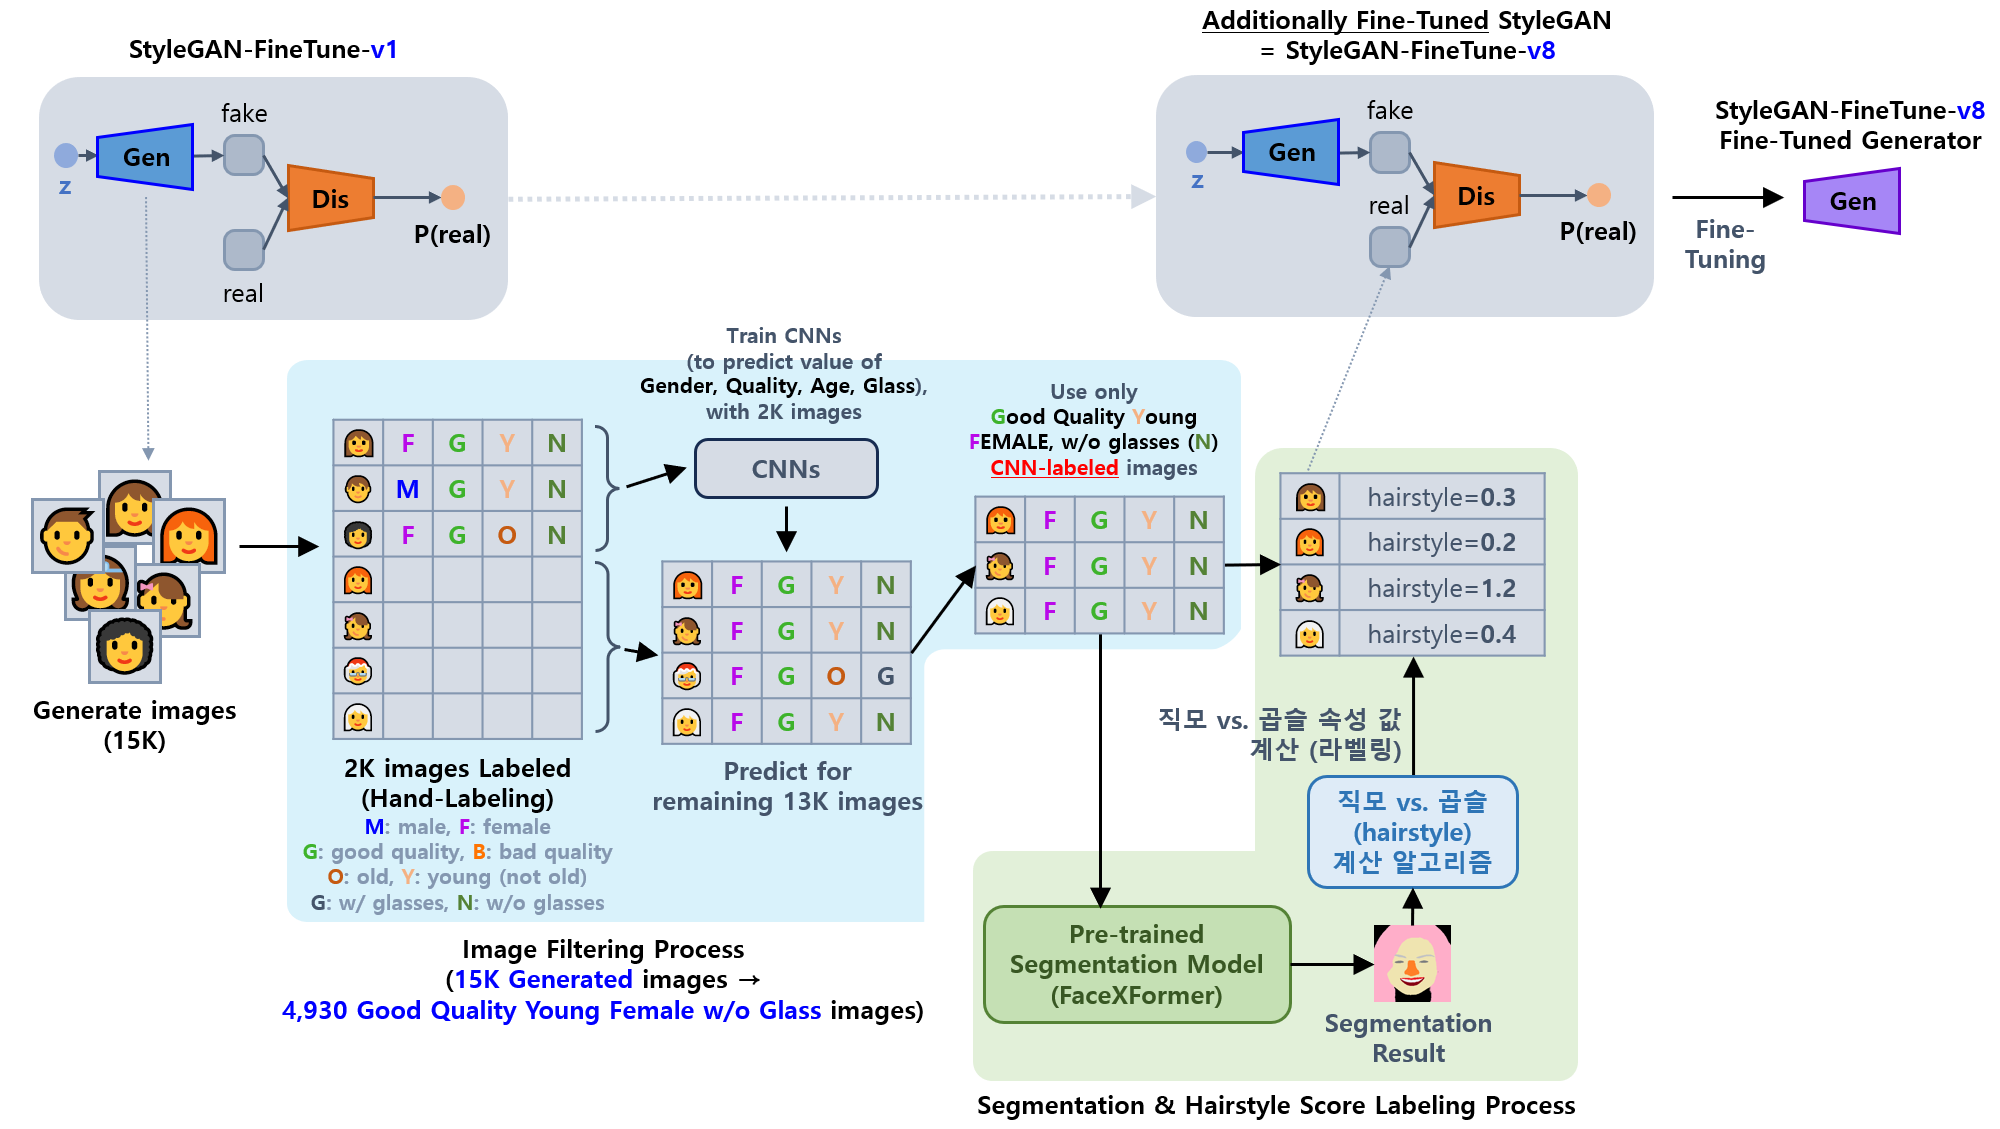 StyleGAN-FineTune-v1
fake
Gen
z
Dis
P(real)
real
Additionally Fine-Tuned StyleGAN
= StyleGAN-FineTune-v8
fake
Gen
z
real
Dis
P(real)
Fine-
Tuning
StyleGAN-FineTune-v8
Fine-Tuned Generator
Gen
Generate images
(15K)
F G Y N
M G Y N
F G O N
2K images Labeled
(Hand-Labeling)
M: male, F: female
G: good quality, B: bad quality
O: old, Y: young (not old)
G: w/ glasses, N: w/o glasses
Train CNNs
(to predict value of
Gender, Quality, Age, Glass),
with 2K images
CNNs
F G Y N
F G Y N
F G O G
F G Y N
Predict for
remaining 13K images
Use only
Good Quality Young
FEMALE, w/o glasses (N)
CNN-labeled images
F G Y N
F G Y N
F G Y N
Image Filtering Process
(15K Generated images →
4,930 Good Quality Young Female w/o Glass images)
hairstyle=0.3
hairstyle=0.2
hairstyle=1.2
hairstyle=0.4
직모 vs. 곱슬 속성 값
계산 (라벨링)
직모 vs. 곱슬
(hairstyle)
계산 알고리즘
Pre-trained
Segmentation Model
(FaceXFormer)
Segmentation
Result
Segmentation & Hairstyle Score Labeling Process